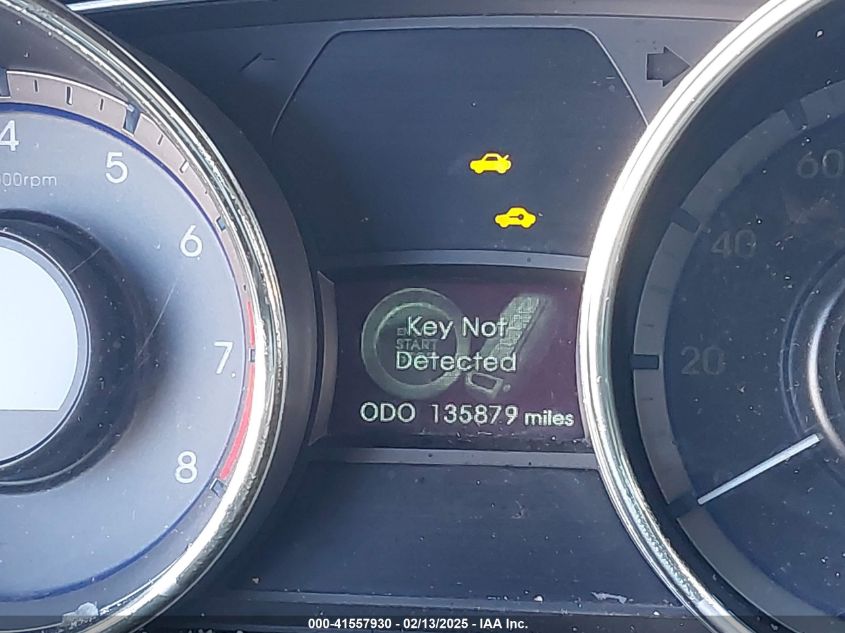 4
5
000rpm
6
7
8
60
40
20
START
Key Not
Detected
ODO 135879 miles
000-41557930 - 02/13/2025 - IAA Inc.